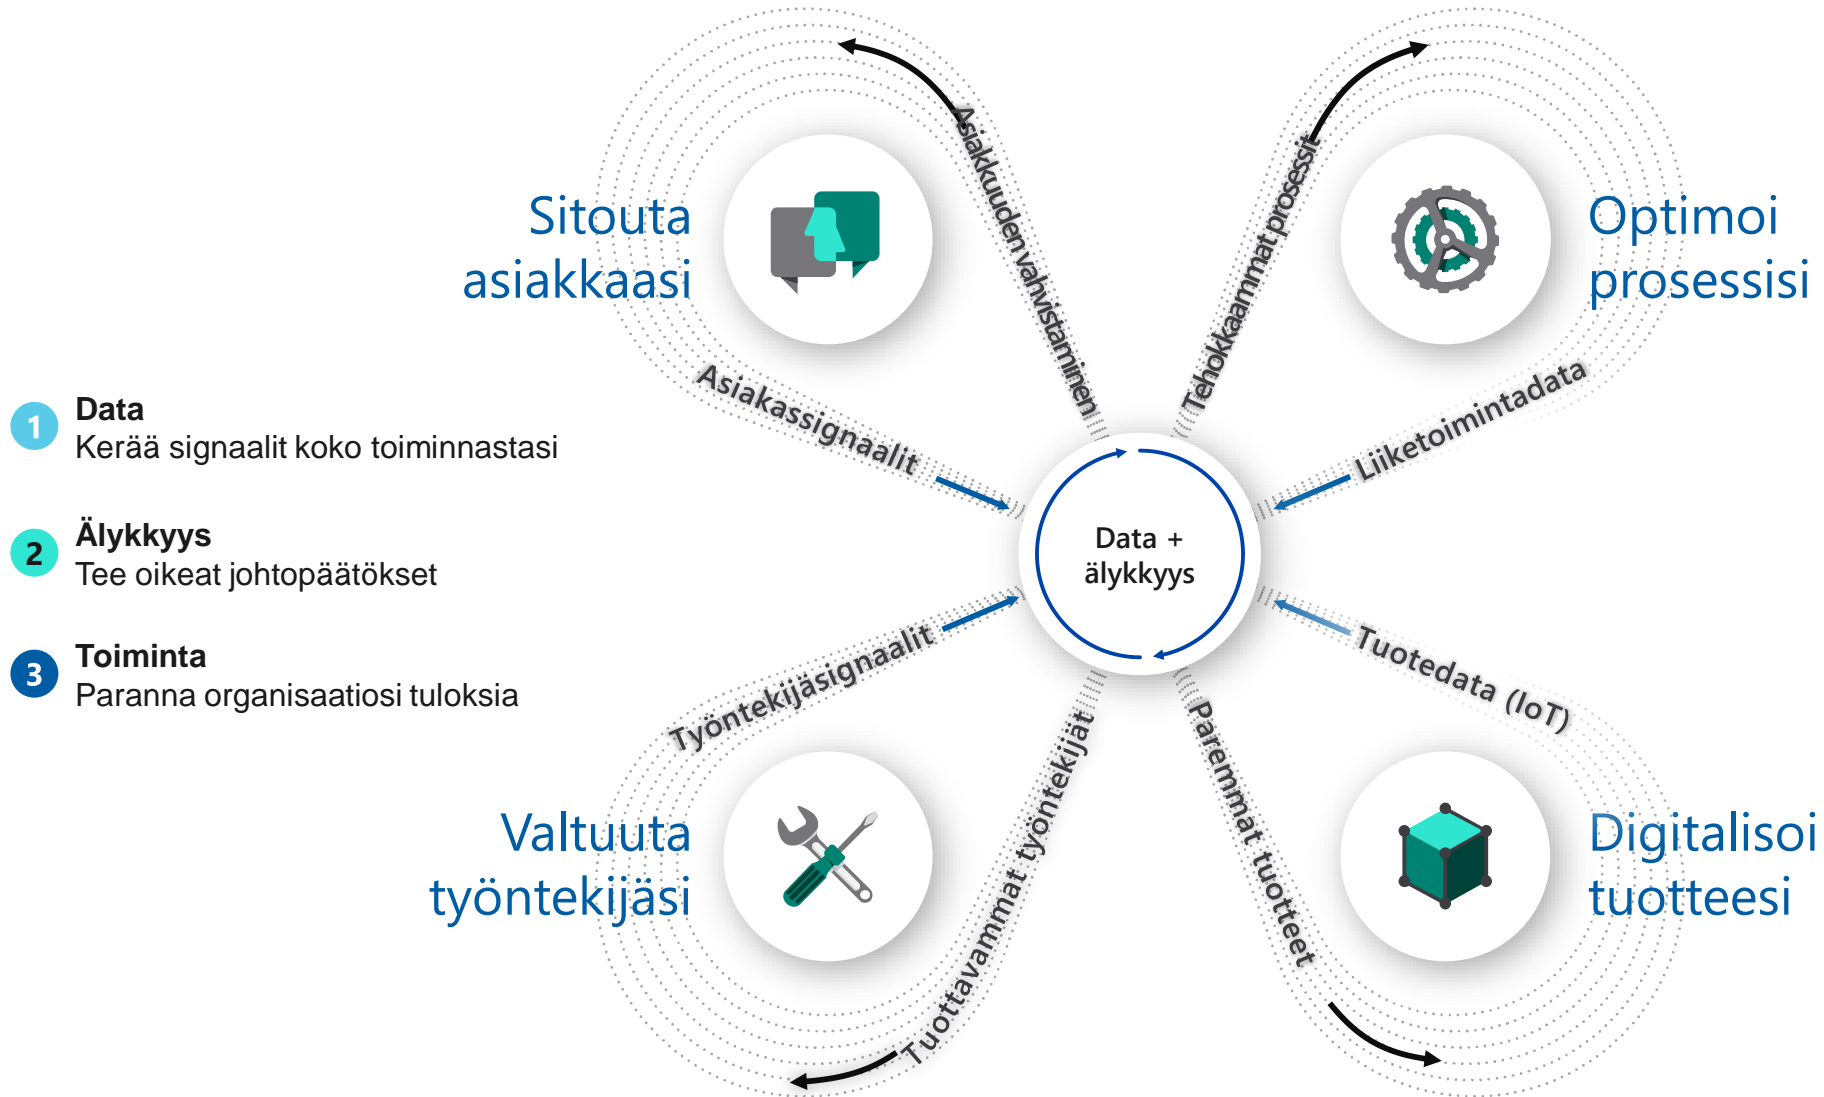 Sitouta
asiakkaasi
Asiakkuuden vahvistaminen
Asiakassignaalit
Tehokkaammat prosessit
Optimoi
prosessisi
Liiketoimintadata
1
Data
Kerää signaalit koko toiminnastasi
2
Älykkyys
Tee oikeat johtopäätökset
3
Toiminta
Paranna organisaatiosi tuloksia
Data +
älykkyys
Työntekijäsignaalit
Valtuuta
työntekijäsi
Tuottavammat työntekijät
Paremmat tuotteet
Tuotedata (IoT)
Digitalisoi
tuotteesi